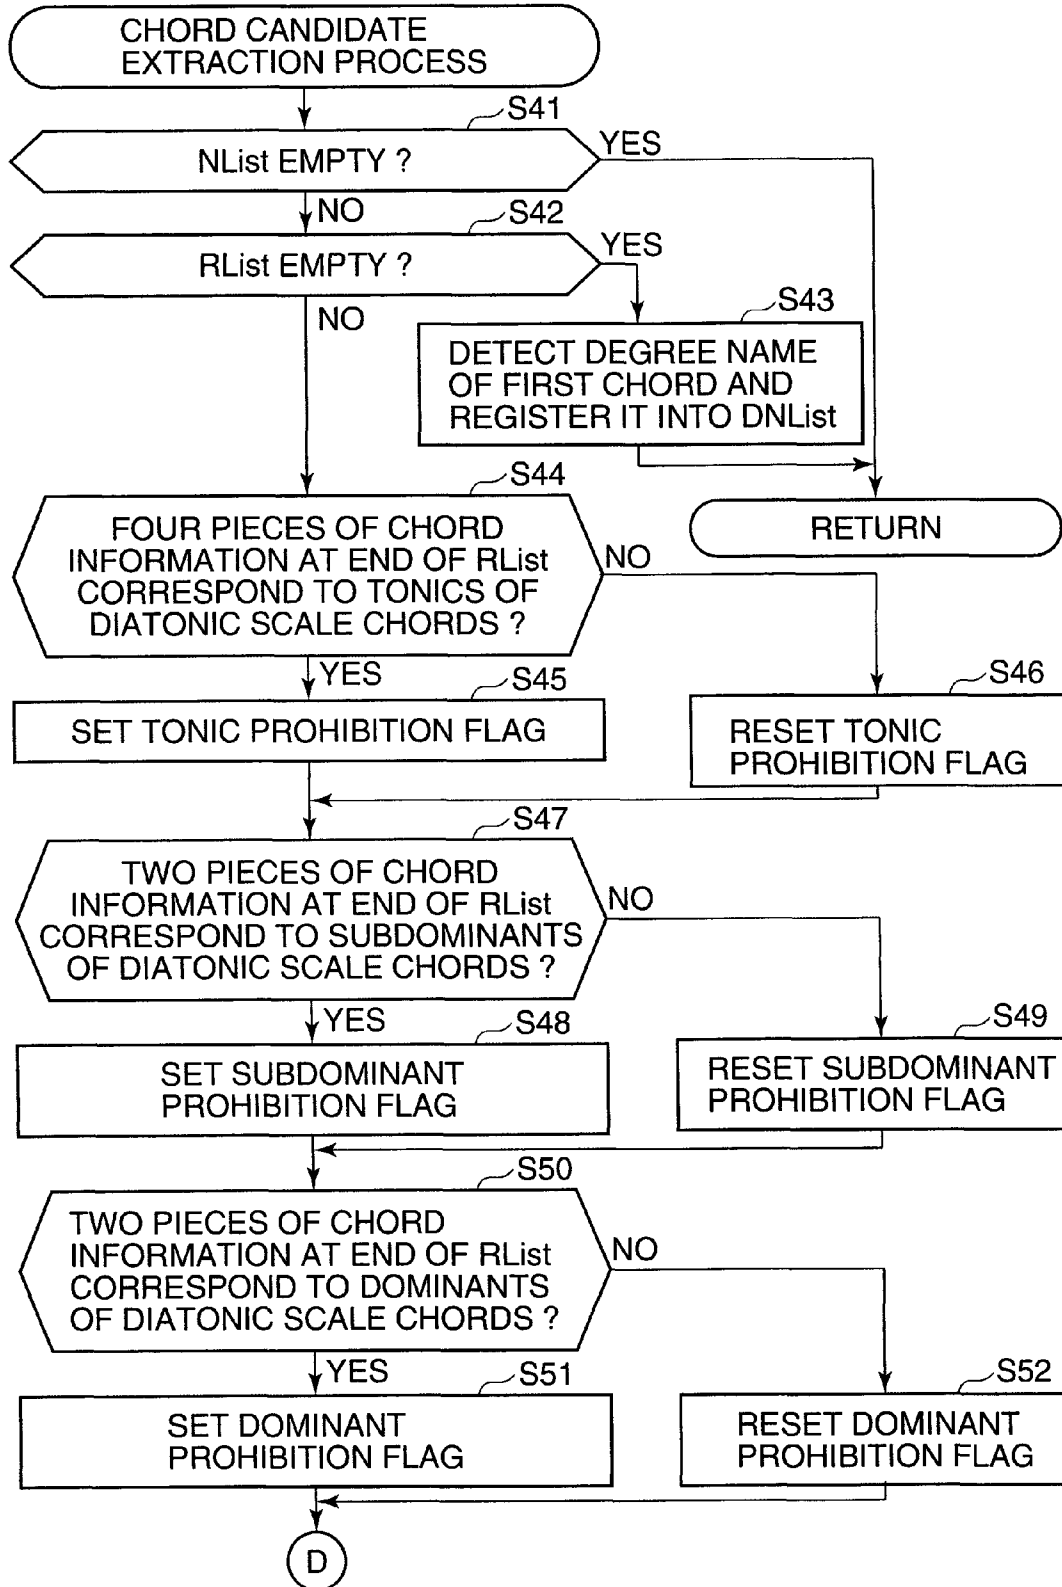 CHORD CANDIDATE
EXTRACTION PROCESS
S41
NList EMPTY ?
YES
NO
S42
RList EMPTY ?
YES
NO
S43
DETECT DEGREE NAME
OF FIRST CHORD AND
REGISTER IT INTO DNList
S44
FOUR PIECES OF CHORD
INFORMATION AT END OF RList
CORRESPOND TO TONICS OF
DIATONIC SCALE CHORDS ?
RETURN
NO
YES
S45
SET TONIC PROHIBITION FLAG
S46
RESET TONIC
PROHIBITION FLAG
S47
TWO PIECES OF CHORD
INFORMATION AT END OF RList
CORRESPOND TO SUBDOMINANTS
OF DIATONIC SCALE CHORDS ?
NO
YES
S48
SET SUBDOMINANT
PROHIBITION FLAG
S49
RESET SUBDOMINANT
PROHIBITION FLAG
S50
TWO PIECES OF CHORD
INFORMATION AT END OF RList
CORRESPOND TO DOMINANTS
OF DIATONIC SCALE CHORDS ?
NO
YES
S51
SET DOMINANT
PROHIBITION FLAG
S52
RESET DOMINANT
PROHIBITION FLAG
D